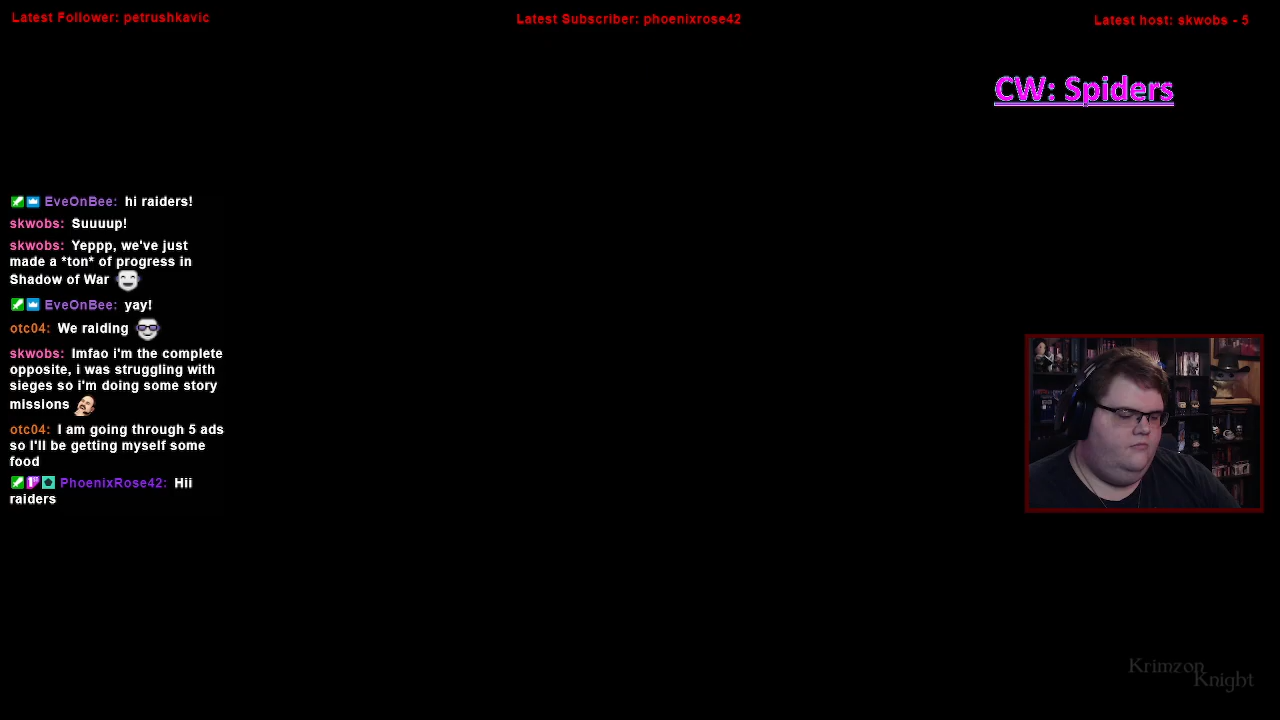 Latest Follower: petrushkavic
Latest Subscriber: phoenixrose42
Latest host: skwobs - 5
CW: Spiders
EveOnBee: hi raiders!
skwobs: Suuuup!
skwobs: Yeppp, we've just
made a *ton* of progress in
Shadow of War
EveOnBee: yay!
otc04: We raiding
skwobs: lmfao i'm the complete
opposite, i was struggling with
sieges so i'm doing some story
missions
otc04: I am going through 5 ads
so I'll be getting myself some
food
PhoenixRose42: Hii
raiders
Krimzon
Knight